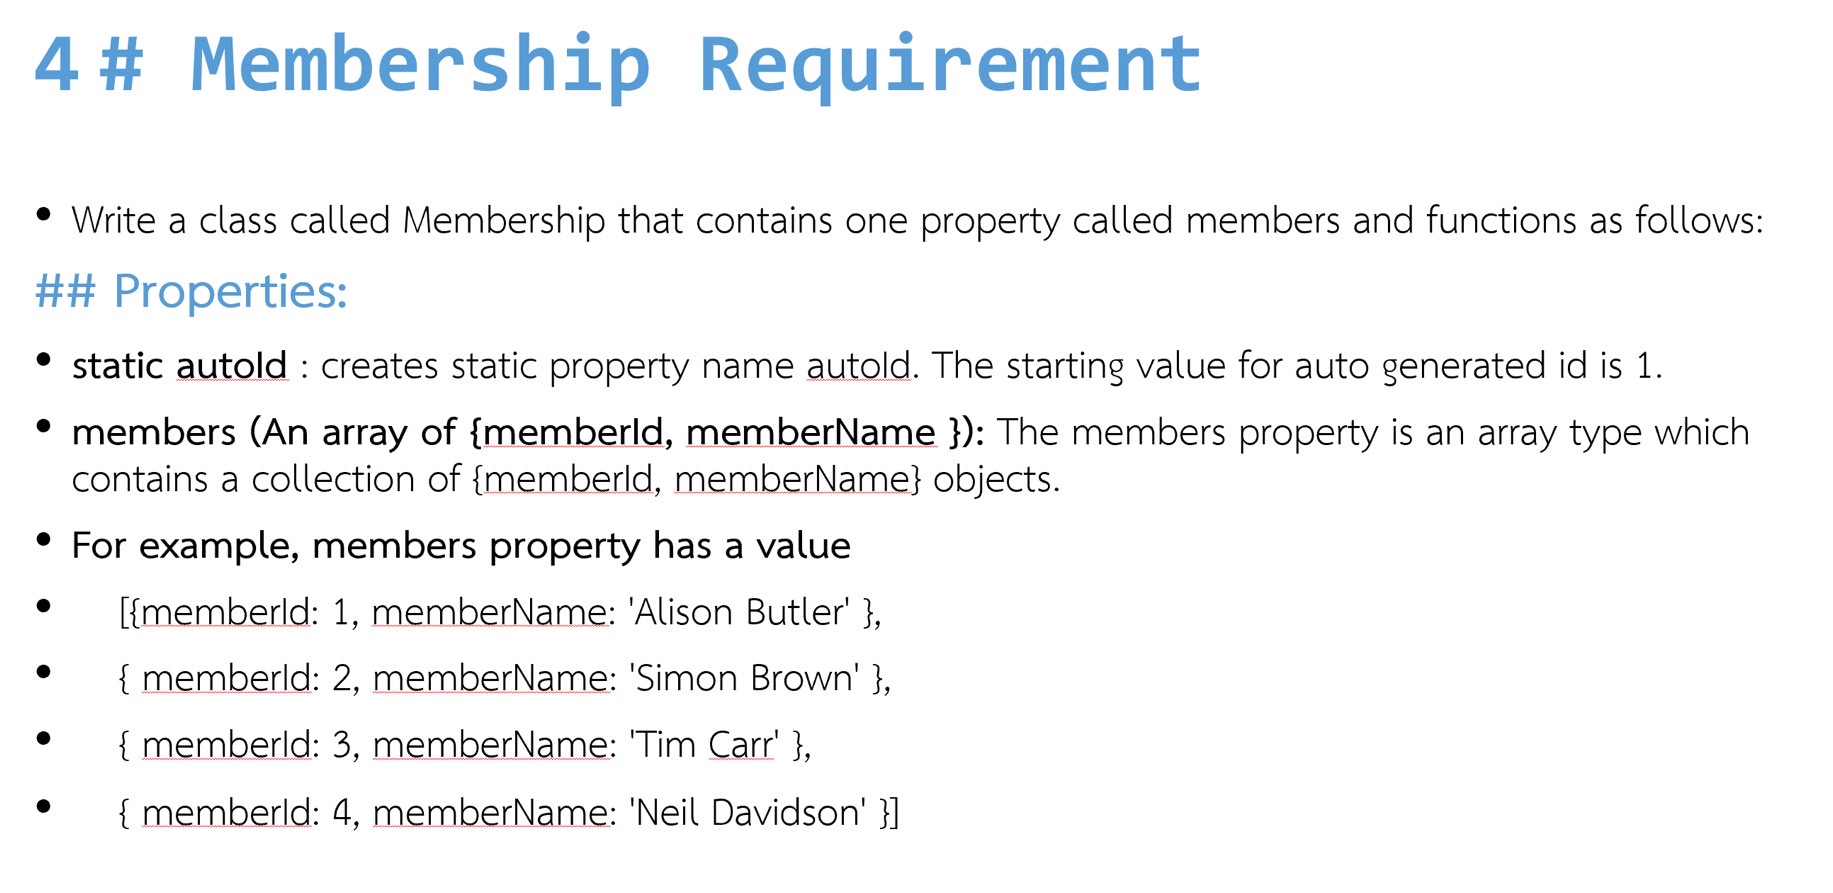 4 # Membership Requirement
• Write a class called Membership that contains one property called members and functions as follows:
## Properties:
• static autoId : creates static property name autoId. The starting value for auto generated id is 1.
• members (An array of {memberId, memberName }): The members property is an array type which
contains a collection of {memberId, memberName} objects.
• For example, members property has a value
• [{memberId: 1, memberName: 'Alison Butler' },
• { memberId: 2, memberName: 'Simon Brown' },
• { memberId: 3, memberName: 'Tim Carr' },
• { memberId: 4, memberName: 'Neil Davidson' }]